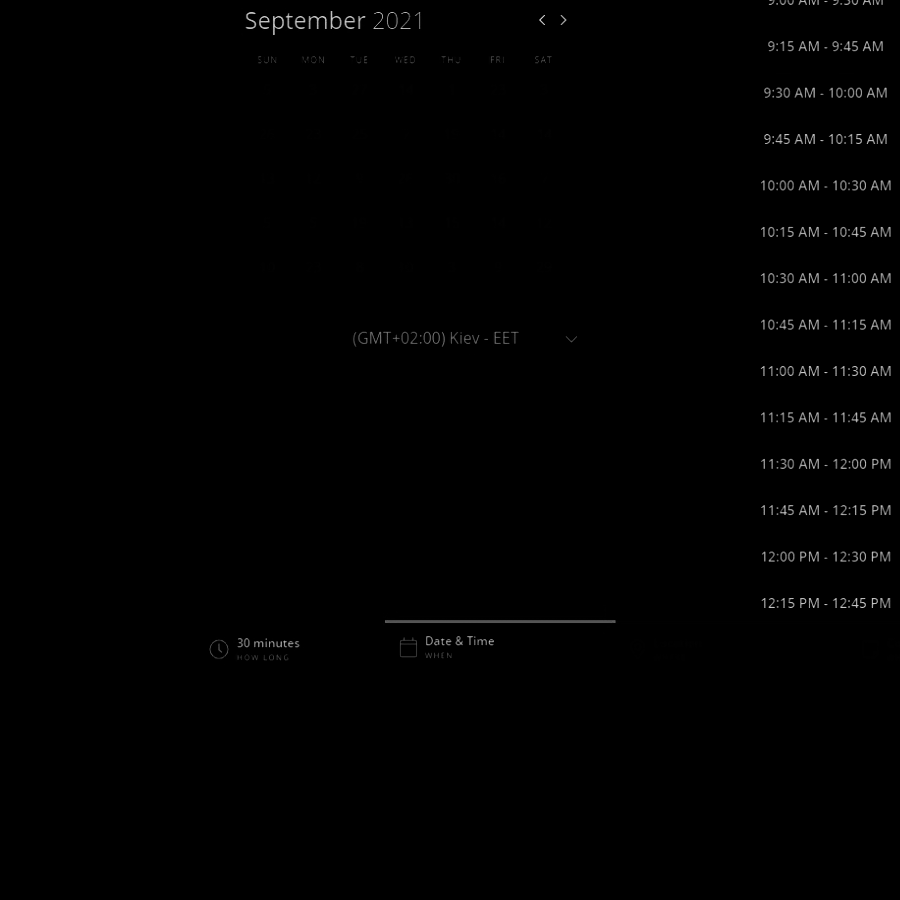 September 2021
SUN MON TUE WED THU FRI SAT
(GMT+02:00) Kiev - EET
9:00 AM - 9:30 AM
9:15 AM - 9:45 AM
9:30 AM - 10:00 AM
9:45 AM - 10:15 AM
10:00 AM - 10:30 AM
10:15 AM - 10:45 AM
10:30 AM - 11:00 AM
10:45 AM - 11:15 AM
11:00 AM - 11:30 AM
11:15 AM - 11:45 AM
11:30 AM - 12:00 PM
11:45 AM - 12:15 PM
12:00 PM - 12:30 PM
12:15 PM - 12:45 PM
30 minutes
HOW LONG
Date & Time
WHEN